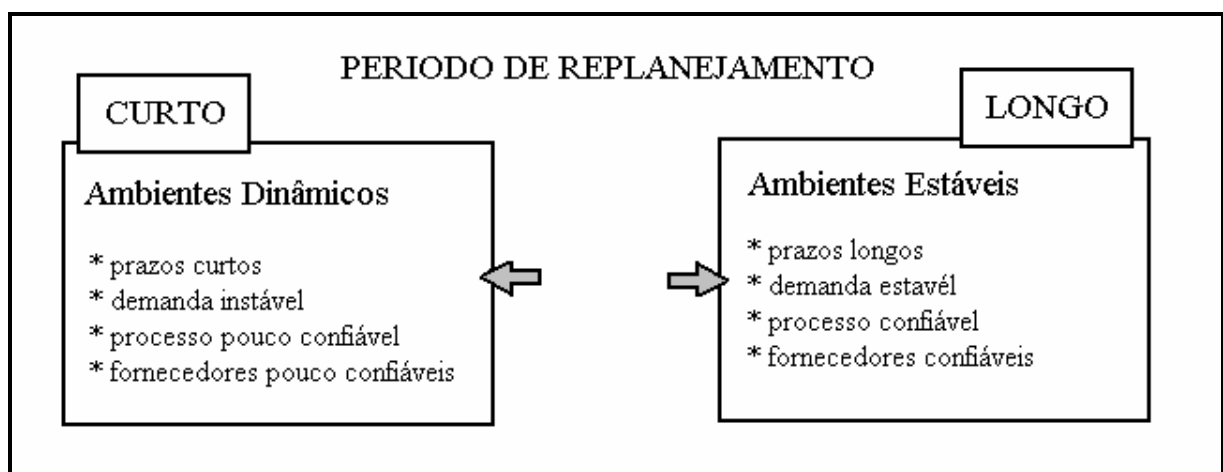 PERIODO DE REPLANEJAMENTO
CURTO
Ambientes Dinâmicos
* prazos curtos
* demanda instável
* processo pouco confiável
* fornecedores pouco confiáveis
LONGO
Ambientes Estáveis
* prazos longos
* demanda estavél
* processo confiável
* fornecedores confiáveis